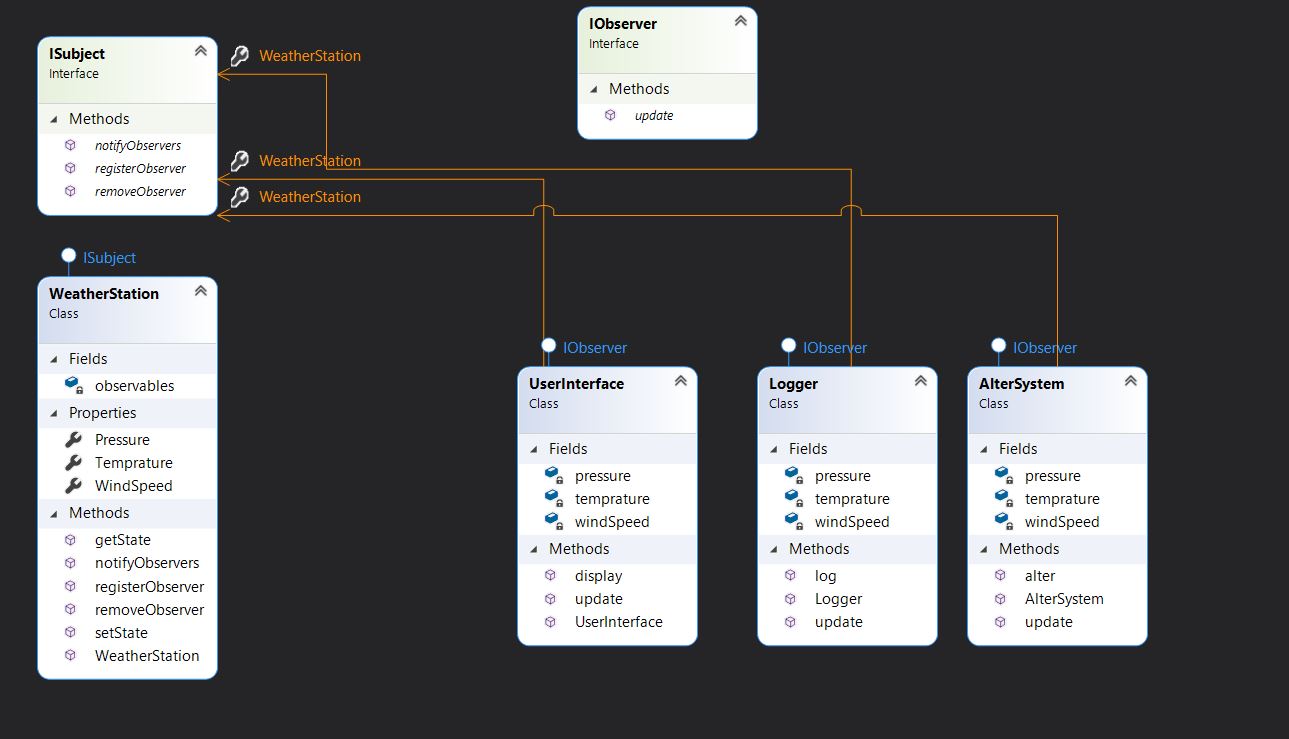 ISubject
Interface
Methods
notifyObservers
registerObserver
removeObserver
WeatherStation
WeatherStation
WeatherStation
IObserver
Interface
Methods
update
ISubject
WeatherStation
Class
Fields
observables
Properties
Pressure
Temprature
WindSpeed
Methods
getState
notifyObservers
registerObserver
removeObserver
setState
WeatherStation
IObserver
UserInterface
Class
Fields
pressure
temprature
windSpeed
Methods
display
update
UserInterface
IObserver
Logger
Class
Fields
pressure
temprature
windSpeed
Methods
log
Logger
update
IObserver
AlterSystem
Class
Fields
pressure
temprature
windSpeed
Methods
alter
AlterSystem
update